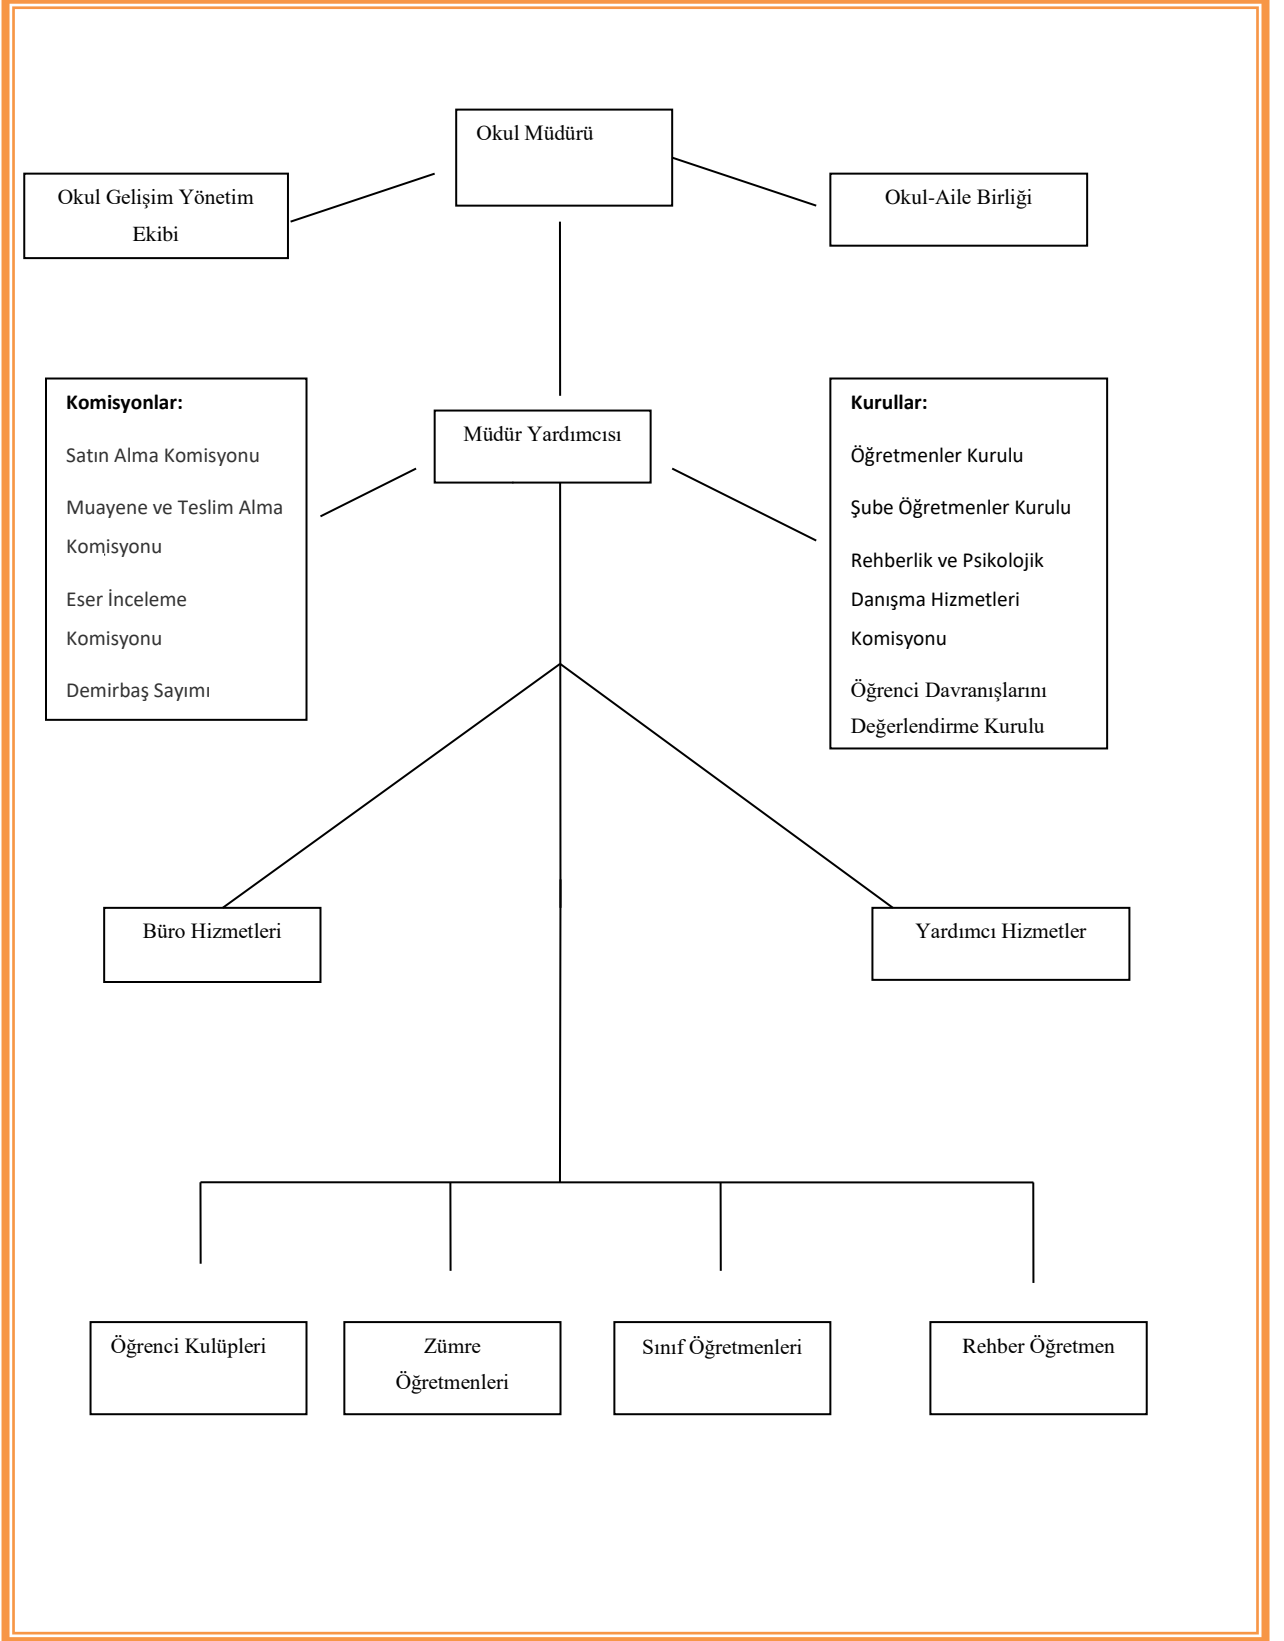 Okul Müdürü
Okul Gelişim Yönetim
Ekibi
Okul-Aile Birliği
Komisyonlar:
Satın Alma Komisyonu
Muayene ve Teslim Alma
Komisyonu
Eser İnceleme
Komisyonu
Demirbaş Sayımı
Müdür Yardımcısı
Kurullar:
Öğretmenler Kurulu
Şube Öğretmenler Kurulu
Rehberlik ve Psikolojik
Danışma Hizmetleri
Komisyonu
Öğrenci Davranışlarını
Değerlendirme Kurulu
Büro Hizmetleri
Yardımcı Hizmetler
Öğrenci Kulüpleri
Zümre
Öğretmenleri
Sınıf Öğretmenleri
Rehber Öğretmen